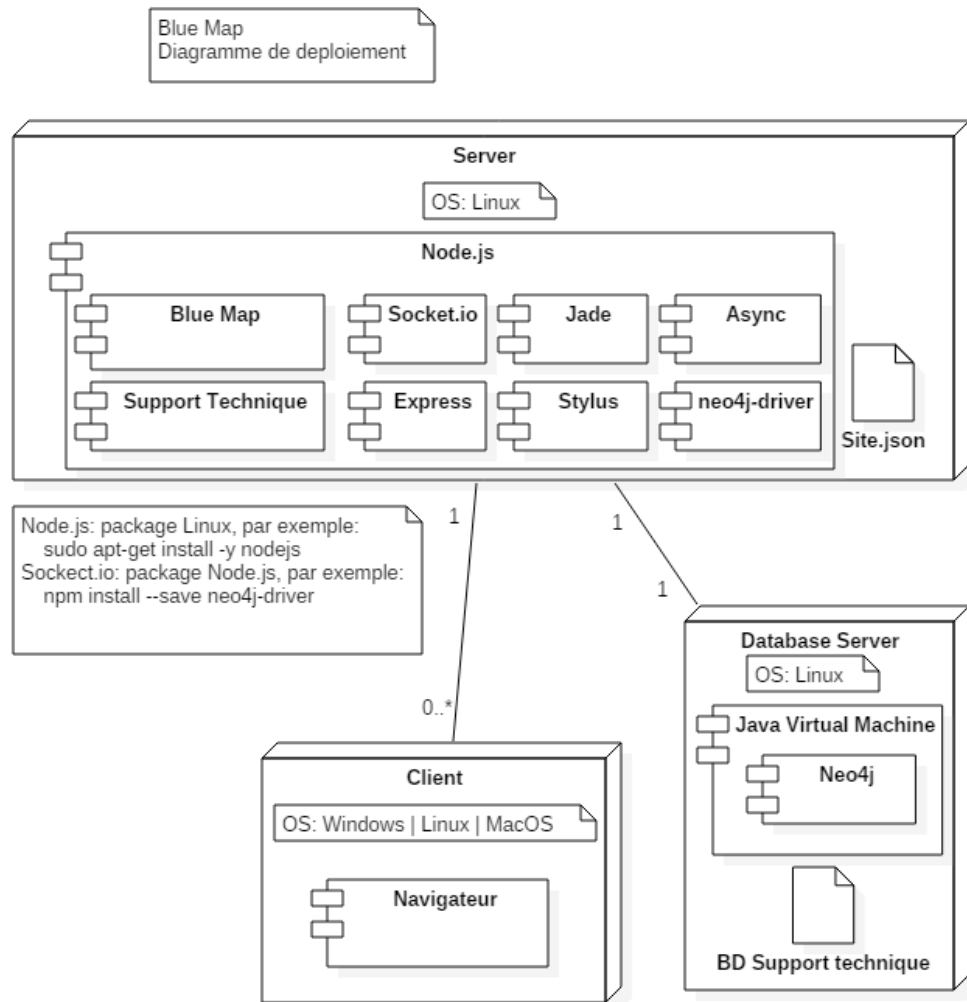 Blue Map
Diagramme de deploiement
Server
OS: Linux
Node.js
Blue Map
Socket.io
Jade
Async
Support Technique
Express
Stylus
neo4j-driver
Site.json
Node.js: package Linux, par exemple:
sudo apt-get install -y nodejs
Sockect.io: package Node.js, par exemple:
npm install --save neo4j-driver
1
1
1
0..*
Database Server
OS: Linux
Java Virtual Machine
Neo4j
BD Support technique
Client
OS: Windows | Linux | MacOS
Navigateur